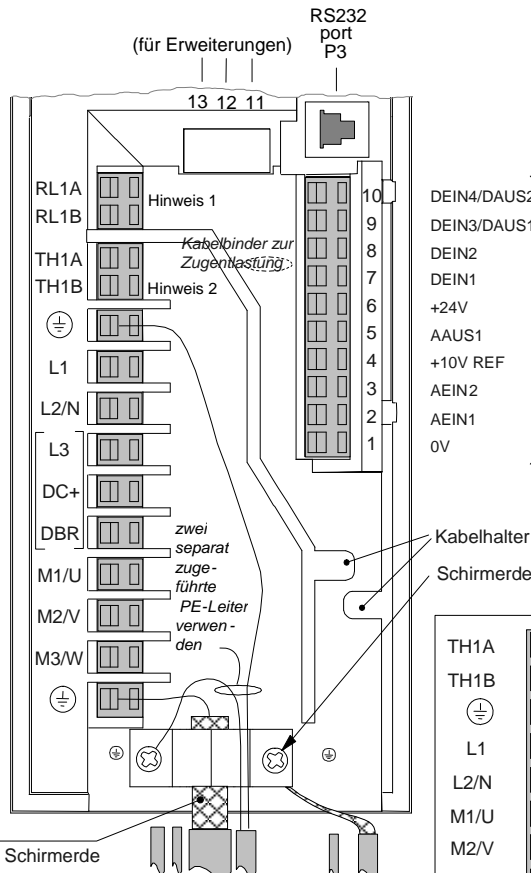 RS232
port
P3
(für Erweiterungen)
13 12 11
RL1A
RL1B
Hinweis 1
TH1A
TH1B
Hinweis 2
Kabelbinder zur
Zugentlastung
L1
L2/N
L3
DC+
DBR
M1/U
M2/V
M3/W
10 DEIN4/DAUS2
9 DEIN3/DAUS1
8 DEIN2
7 DEIN1
6 +24V
5 AAUS1
4 +10V REF
3 AEIN2
2 AEIN1
1 0V
zwei
separat
zuge-
führte
PE-Leiter
verwen-
den
Kabelhalter
Schirmerde
Schirmerde
TH1A
TH1B
L1
L2/N
M1/U
M2/V